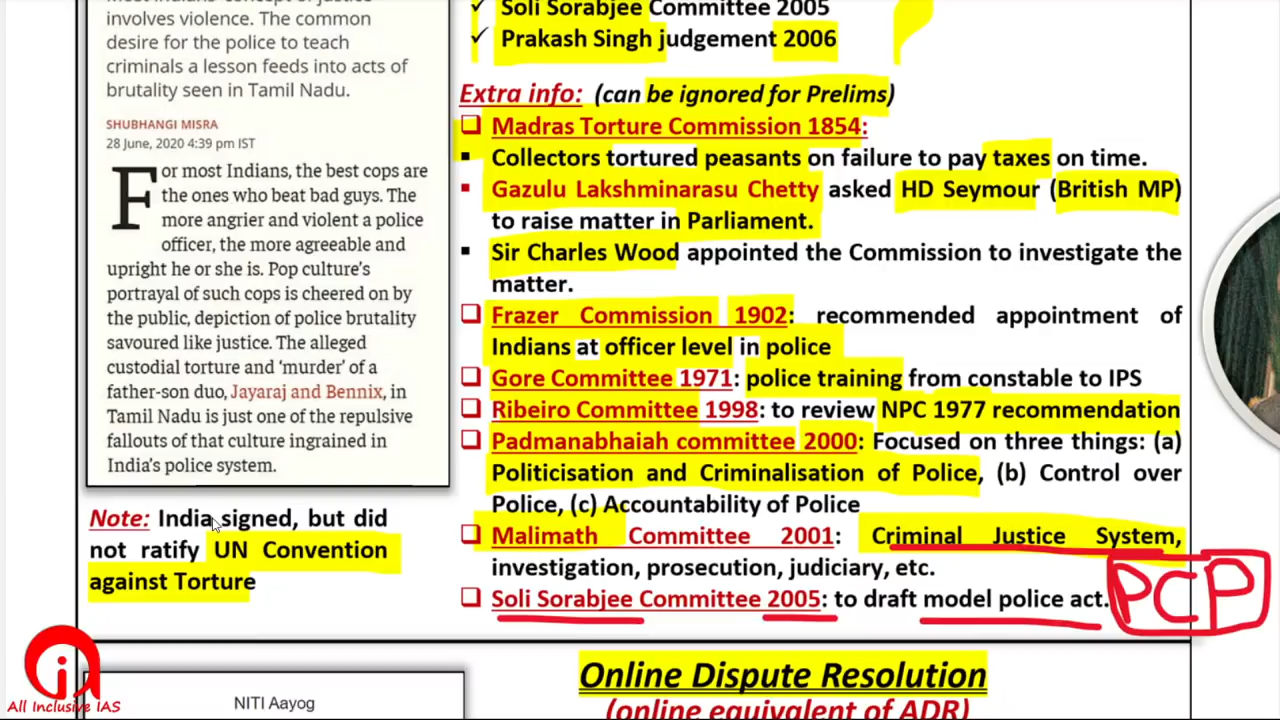 most Indians' concept of justice
involves violence. The common
desire for the police to teach
criminals a lesson feeds into acts of
brutality seen in Tamil Nadu.
SHUBHANGI MISRA
28 June, 2020 4:39 pm IST
For most Indians, the best cops are
the ones who beat bad guys. The
more angrier and violent a police
officer, the more agreeable and
upright he or she is. Pop culture's
portrayal of such cops is cheered on by
the public, depiction of police brutality
savoured like justice. The alleged
custodial torture and 'murder' of a
father-son duo, Jayaraj and Bennix, in
Tamil Nadu is just one of the repulsive
fallouts of that culture ingrained in
India's police system.
Note: India signed, but did
not ratify UN Convention
against Torture
✓ Soli Sorabjee Committee 2005
✓ Prakash Singh judgement 2006
Extra info: (can be ignored for Prelims)
❑ Madras Torture Commission 1854:
▪ Collectors tortured peasants on failure to pay taxes on time.
▪ Gazulu Lakshminarasu Chetty asked HD Seymour (British MP)
to raise matter in Parliament.
▪ Sir Charles Wood appointed the Commission to investigate the
matter.
❑ Frazer Commission 1902: recommended appointment of
Indians at officer level in police
❑ Gore Committee 1971: police training from constable to IPS
❑ Ribeiro Committee 1998: to review NPC 1977 recommendation
❑ Padmanabhaiah committee 2000: Focused on three things: (a)
Politicisation and Criminalisation of Police, (b) Control over
Police, (c) Accountability of Police
❑ Malimath Committee 2001: Criminal Justice System,
investigation, prosecution, judiciary, etc.
❑ Soli Sorabjee Committee 2005: to draft model police act.
PCP
Online Dispute Resolution
(online equivalent of ADR)
NITI Aayog
All Inclusive IAS